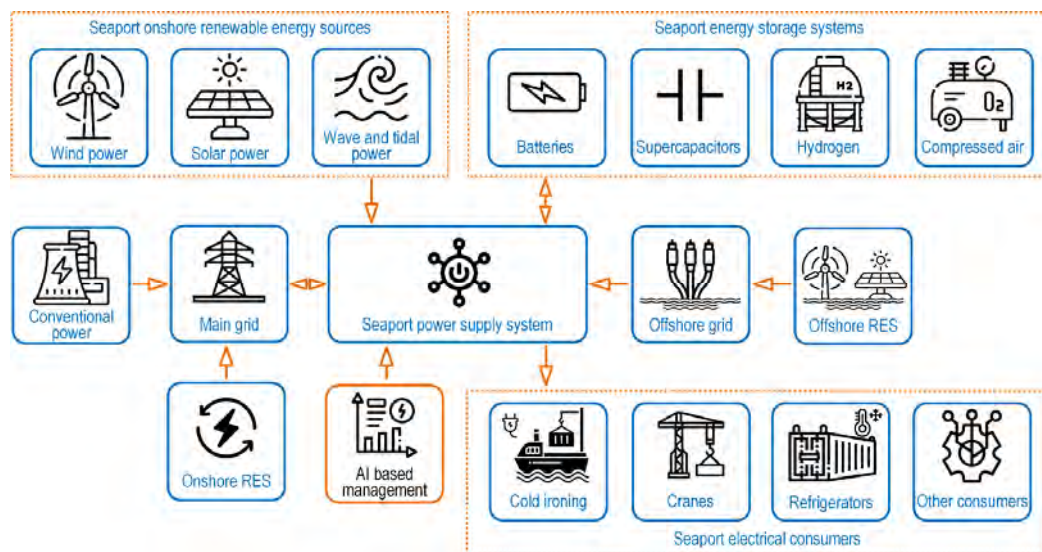 Seaport onshore renewable energy sources
Wind power
Solar power
Wave and tidal
power
Seaport energy storage systems
Batteries
Supercapacitors
H2
Hydrogen
O2
Compressed air
Conventional
power
Main grid
Seaport power supply system
Offshore grid
Offshore RES
Onshore RES
AI based
management
Cold ironing
Cranes
Refrigerators
Other consumers
Seaport electrical consumers